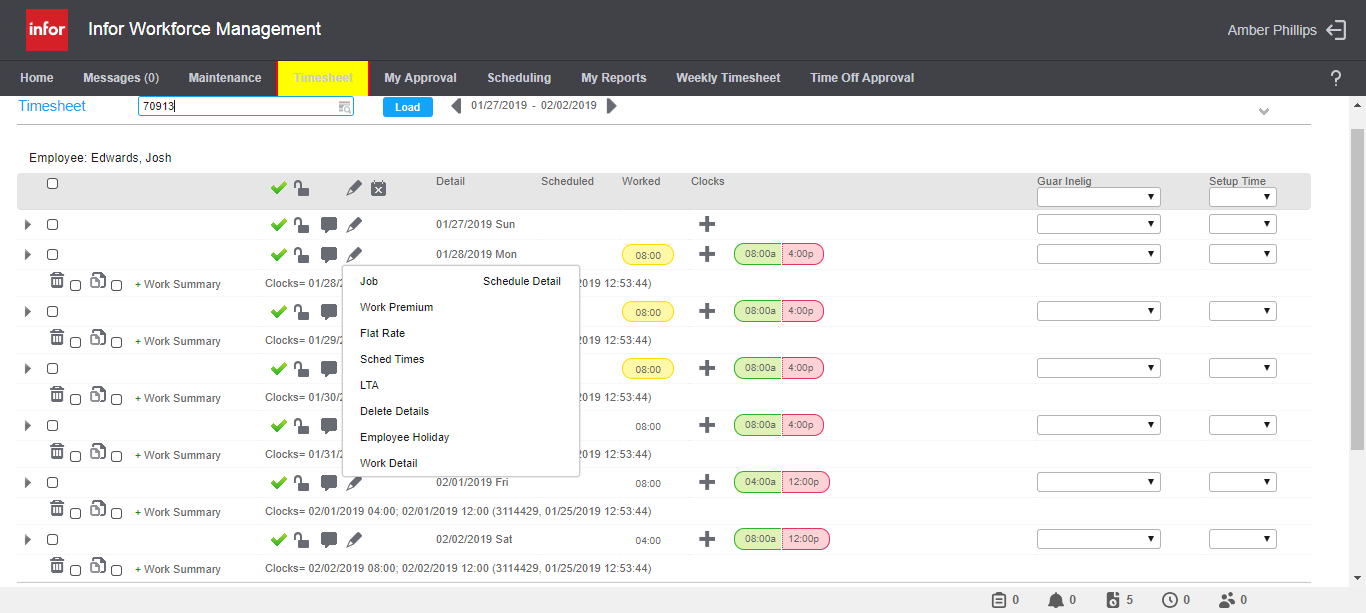 infor Infor Workforce Management Amber Phillips
Home Messages (0) Maintenance Timesheet My Approval Scheduling My Reports Weekly Timesheet Time Off Approval ?
Timesheet 70913 Load 01/27/2019 - 02/02/2019
Employee: Edwards, Josh
Detail Scheduled Worked Clocks Guar Inelig Setup Time
01/27/2019 Sun
01/28/2019 Mon 08:00 08:00a 4:00p
+ Work Summary Clocks= 01/28/2 019 12:53:44)
Job Schedule Detail
Work Premium
Flat Rate
Sched Times
LTA
Delete Details
Employee Holiday
Work Detail
08:00 08:00a 4:00p
+ Work Summary Clocks= 01/29/2 019 12:53:44)
08:00 08:00a 4:00p
+ Work Summary Clocks= 01/30/2 019 12:53:44)
08:00 08:00a 4:00p
+ Work Summary Clocks= 01/31/2 019 12:53:44)
02/01/2019 Fri 08:00 04:00a 12:00p
+ Work Summary Clocks= 02/01/2019 04:00; 02/01/2019 12:00 (3114429, 01/25/2019 12:53:44)
02/02/2019 Sat 04:00 08:00a 12:00p
+ Work Summary Clocks= 02/02/2019 08:00; 02/02/2019 12:00 (3114429, 01/25/2019 12:53:44)
0 0 5 0 0